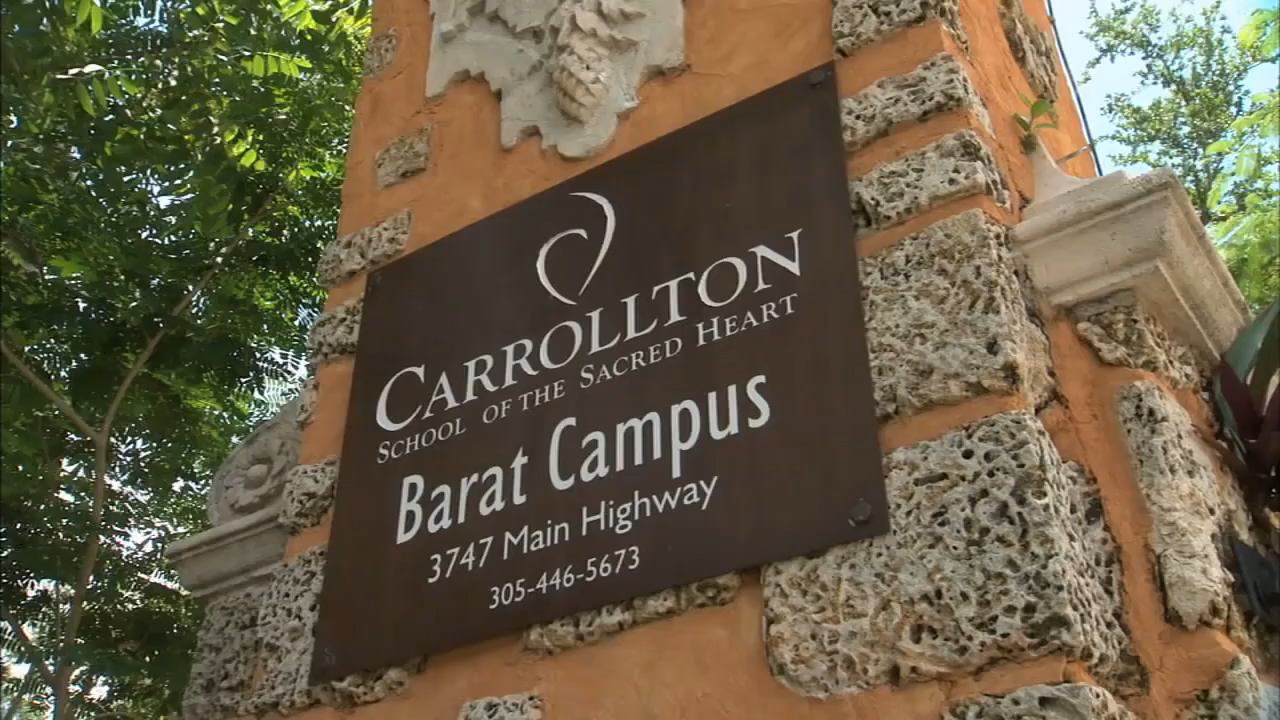 CARROLLTON
SCHOOL OF THE SACRED HEART
Barat Campus
3747 Main Highway
305-446-5673